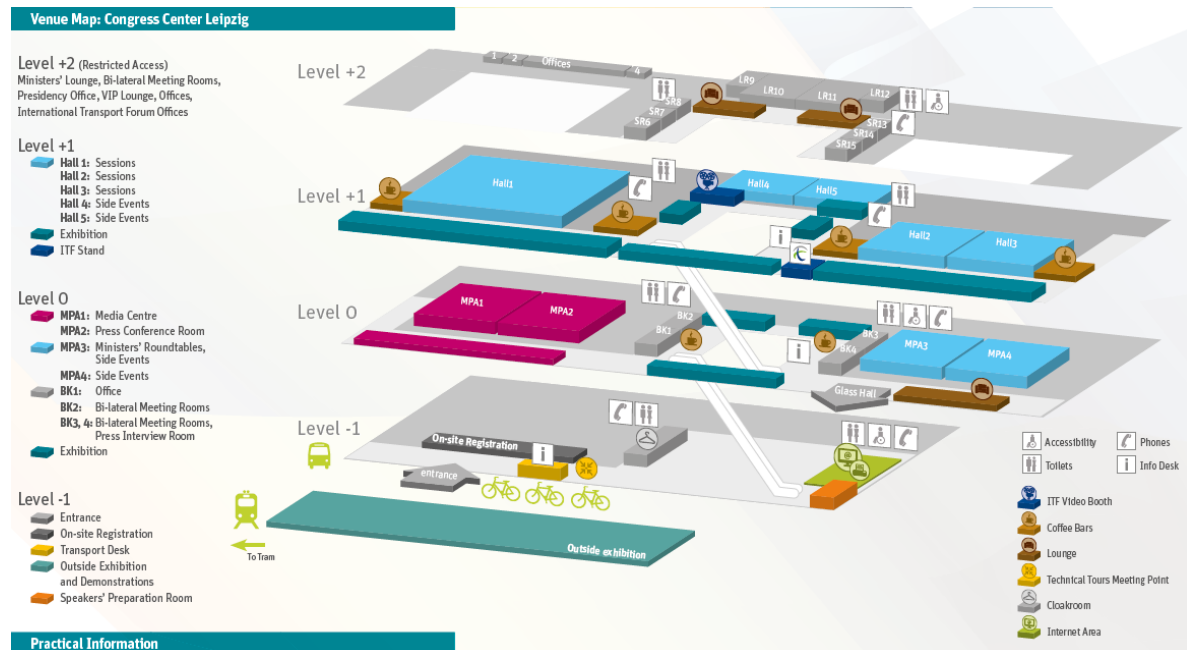 Venue Map: Congress Center Leipzig
Level +2 (Restricted Access)
Ministers' Lounge, Bi-lateral Meeting Rooms,
Presidency Office, VIP Lounge, Offices,
International Transport Forum Offices
Level +1
Hall 1: Sessions
Hall 2: Sessions
Hall 3: Sessions
Hall 4: Side Events
Hall 5: Side Events
Exhibition
ITF Stand
Level 0
MPA1: Media Centre
MPA2: Press Conference Room
MPA3: Ministers' Roundtables,
Side Events
MPA4: Side Events
BK1: Office
BK2: Bi-lateral Meeting Rooms
BK3, 4: Bi-lateral Meeting Rooms,
Press Interview Room
Exhibition
Level -1
Entrance
On-site Registration
Transport Desk
Outside Exhibition
and Demonstrations
Speakers' Preparation Room
Level +2
1 2 Offices 4
SR8
SR7
SR6
LR9
LR10
LR11
LR12
SR13
SR14
SR15
Level +1
Hall1
Hall4
Hall5
Hall2
Hall3
i
Level 0
MPA1
MPA2
BK2
BK1
BK3
BK4
MPA3
MPA4
i
Glass Hall
Level -1
On-site Registration
i
entrance
Outside exhibition
To Tram
Accessibility
Phones
Toilets
i Info Desk
ITF Video Booth
Coffee Bars
Lounge
Technical Tours Meeting Point
Cloakroom
Internet Area
Practical Information